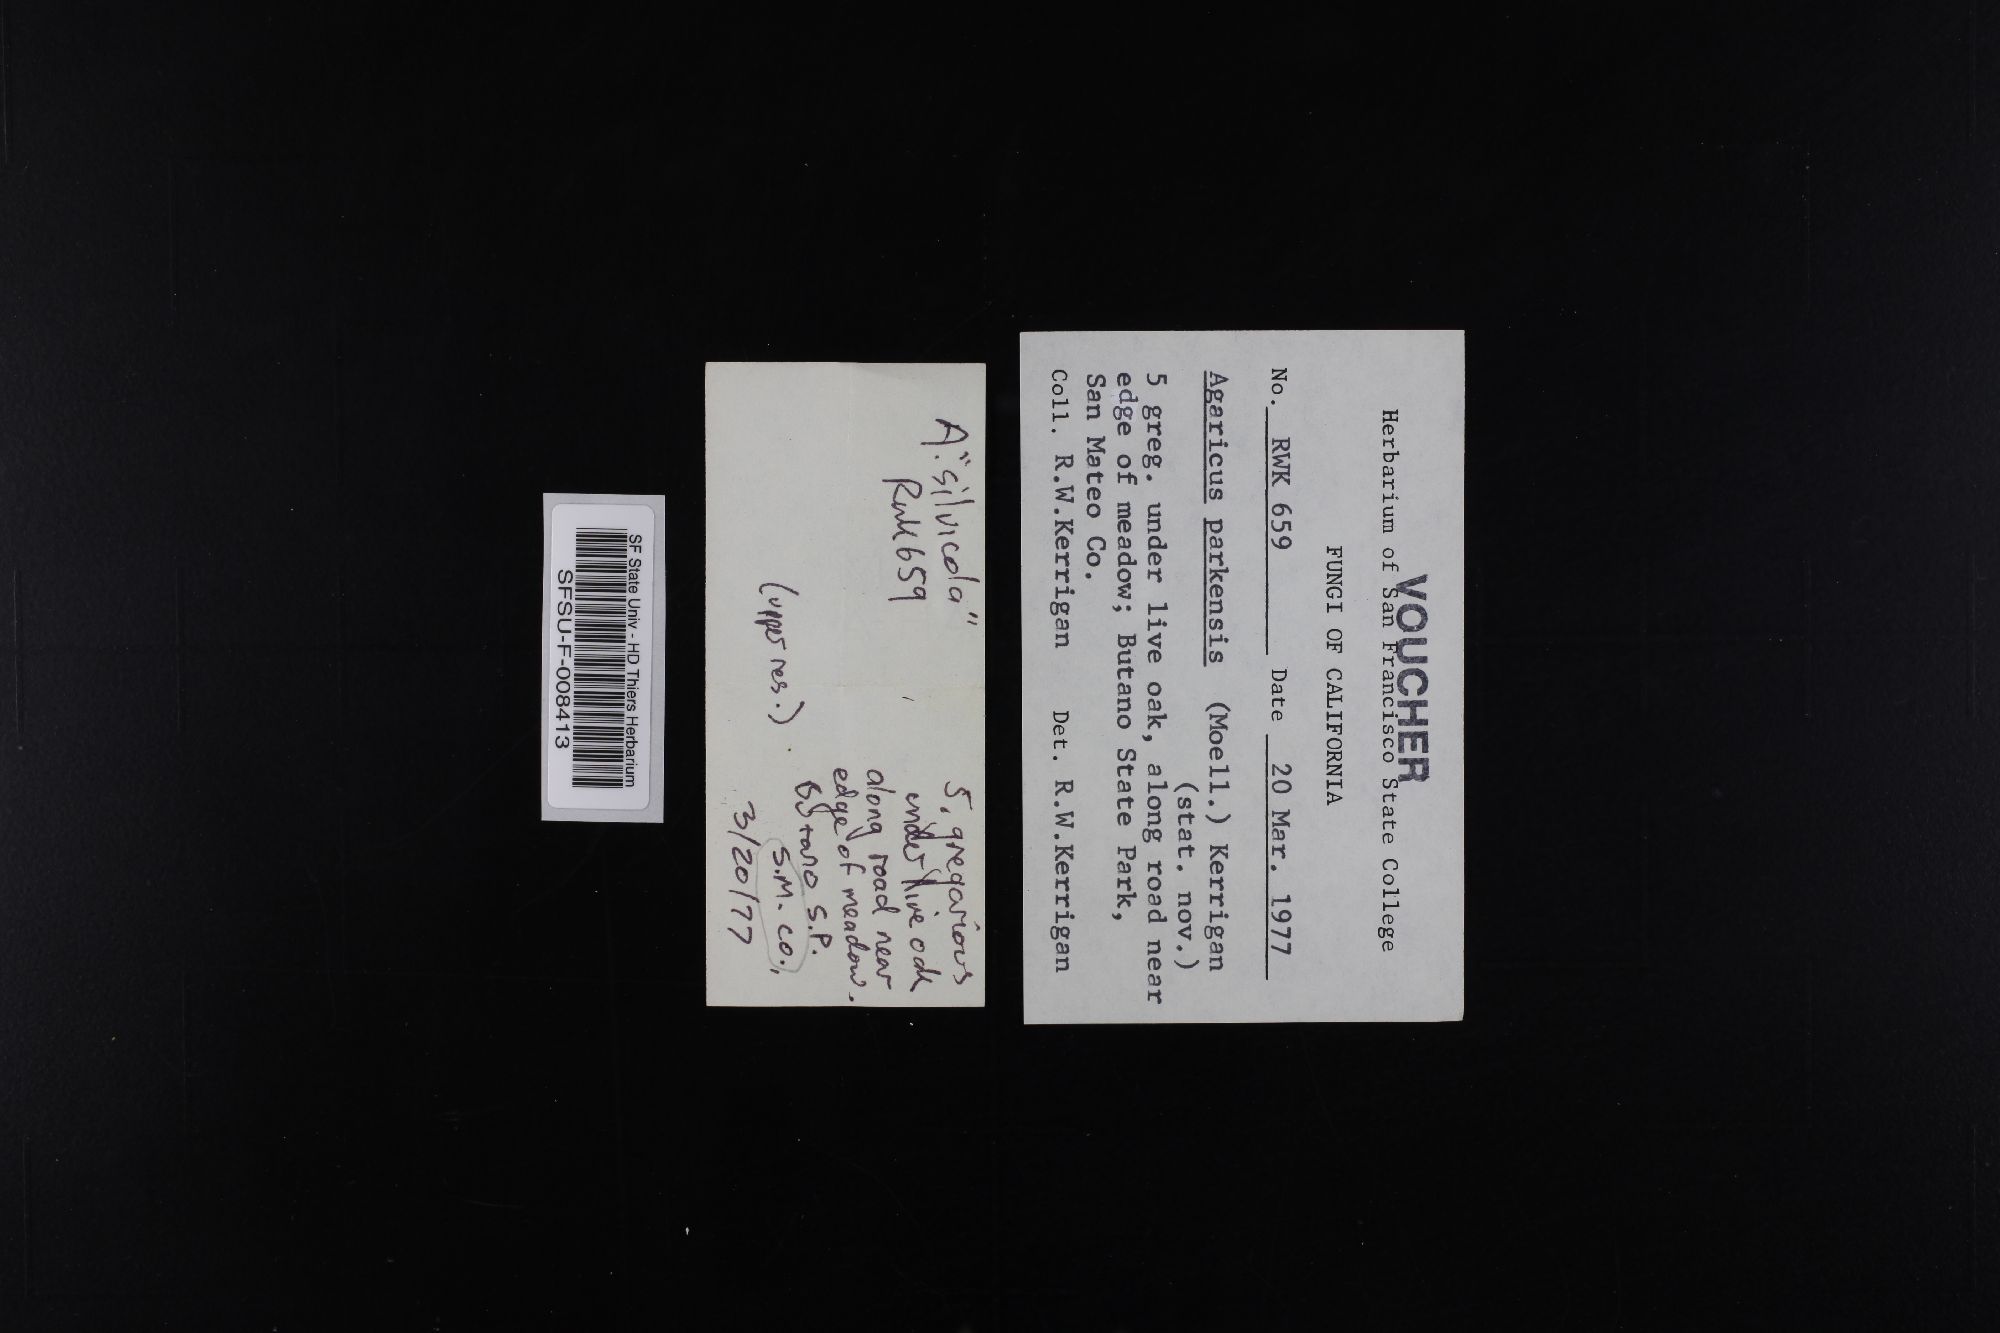 VOUCHER
Herbarium of San Francisco State College
FUNGI OF CALIFORNIA
No. RWK 659 Date 20 Mar. 1977
Agaricus parkensis (Moell.) Kerrigan
(stat. nov.)
5 greg. under live oak, along road near
edge of meadow; Butano State Park,
San Mateo Co.
Coll. R.W.Kerrigan Det. R.W.Kerrigan
A. "silvicola"
RWK659
5, gregarious
under live oak
along road near
edge of meadow.
Butano S.P.
S.M. Co.,
(upper res.)
3/20/77
SF State Univ - HD Thiers Herbarium
SFSU-F-008413